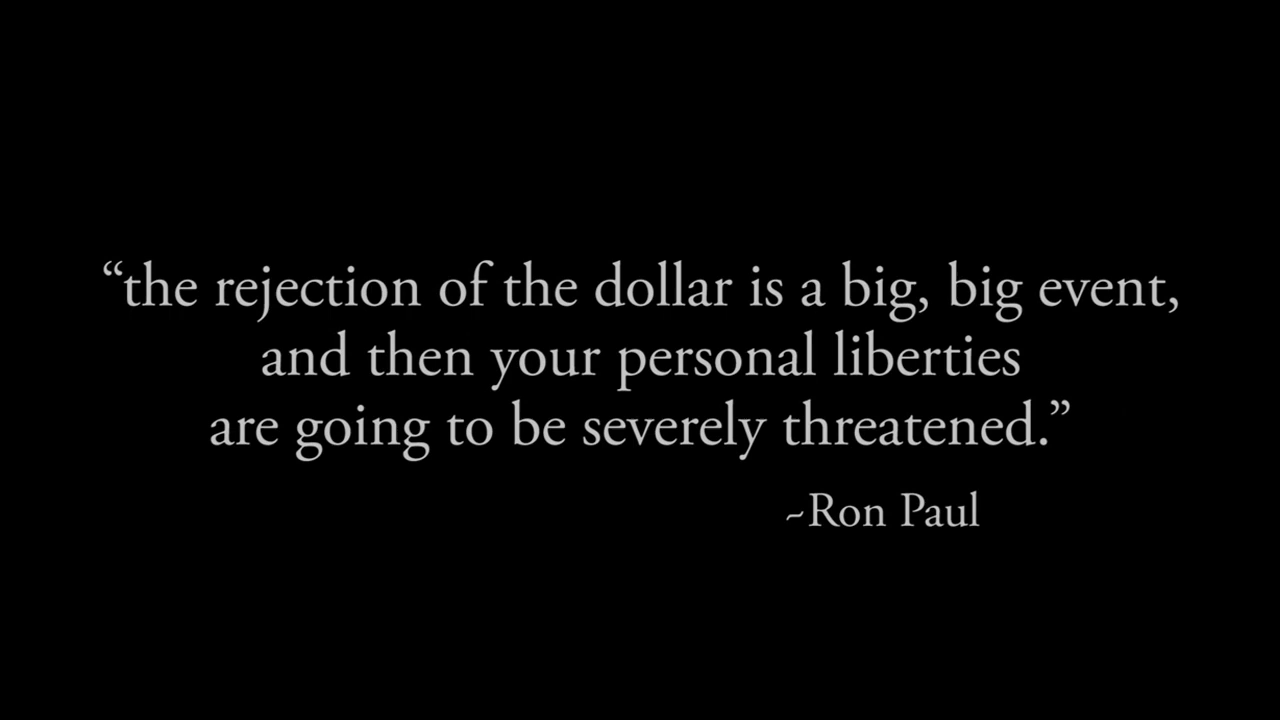 “the rejection of the dollar is a big, big event,
and then your personal liberties
are going to be severely threatened.”
~Ron Paul